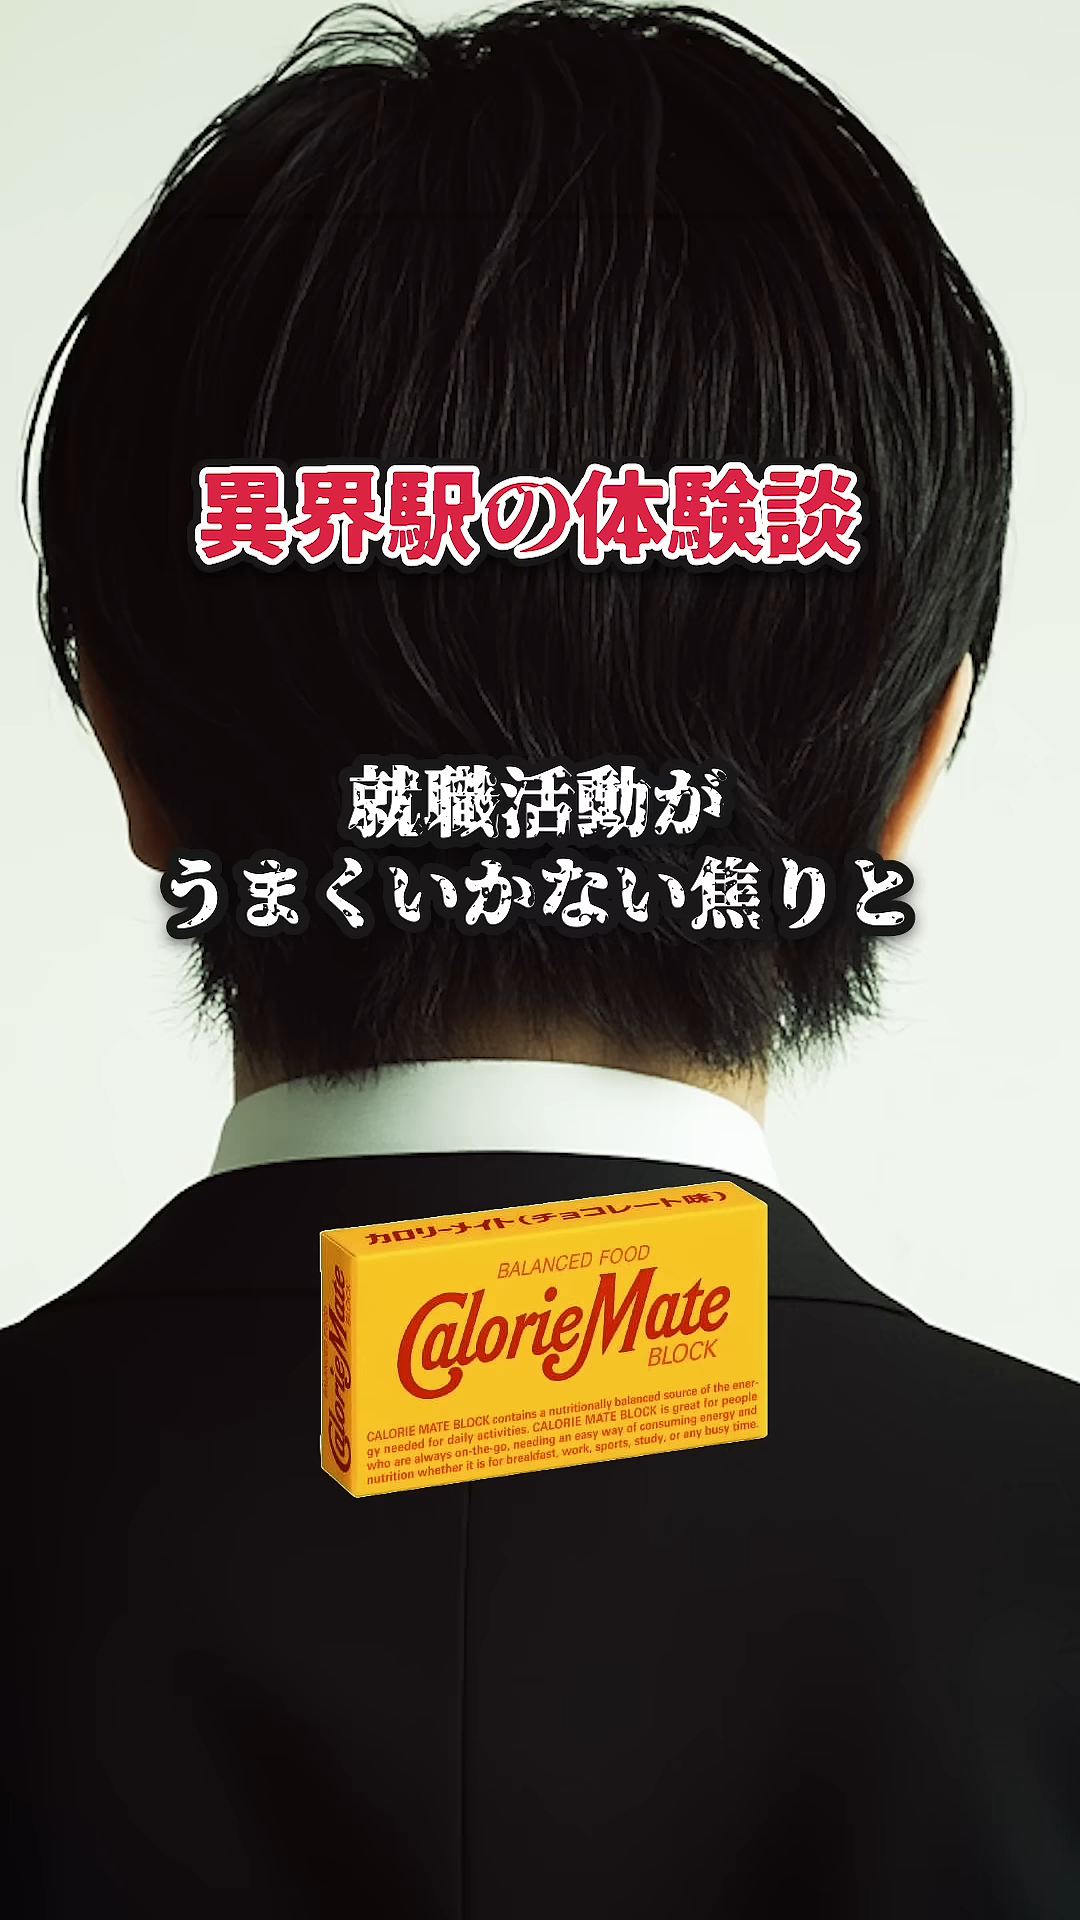 異界駅の体験談
就職活動が
うまくいかない焦りと
カロリーメイト(チョコレート味)
BALANCED FOOD
CalorieMate
BLOCK
CALORIE MATE BLOCK contains a nutritionally balanced source of the ener-
gy needed for daily activities. CALORIE MATE BLOCK is great for people
who are always on-the-go, needing an easy way of consuming energy and
nutrition whether it is for breakfast, work, sports, study, or any busy time.
CalorieMate